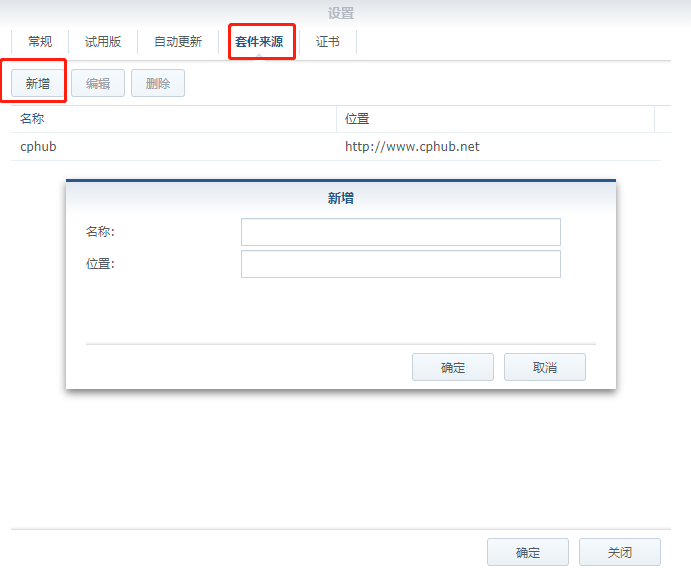 设置
常规 试用版 自动更新 套件来源 证书
新增 编辑 删除
名称 位置
cphub http://www.cphub.net
新增
名称:
位置:
确定 取消
确定 关闭